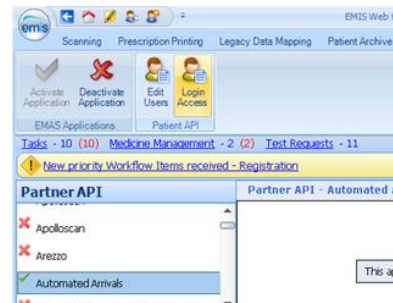 emis
EMIS Web
Scanning Prescription Printing Legacy Data Mapping Patient Archive
Activate Application Deactivate Application Edit Users Login Access
EMAS Applications Patient API
Tasks - 10 (10) Medicine Management - 2 (2) Test Requests - 11
New priority Workflow Items received - Registration
Partner API Partner API - Automated
Apolloscan
Arezzo
This
Automated Arrivals